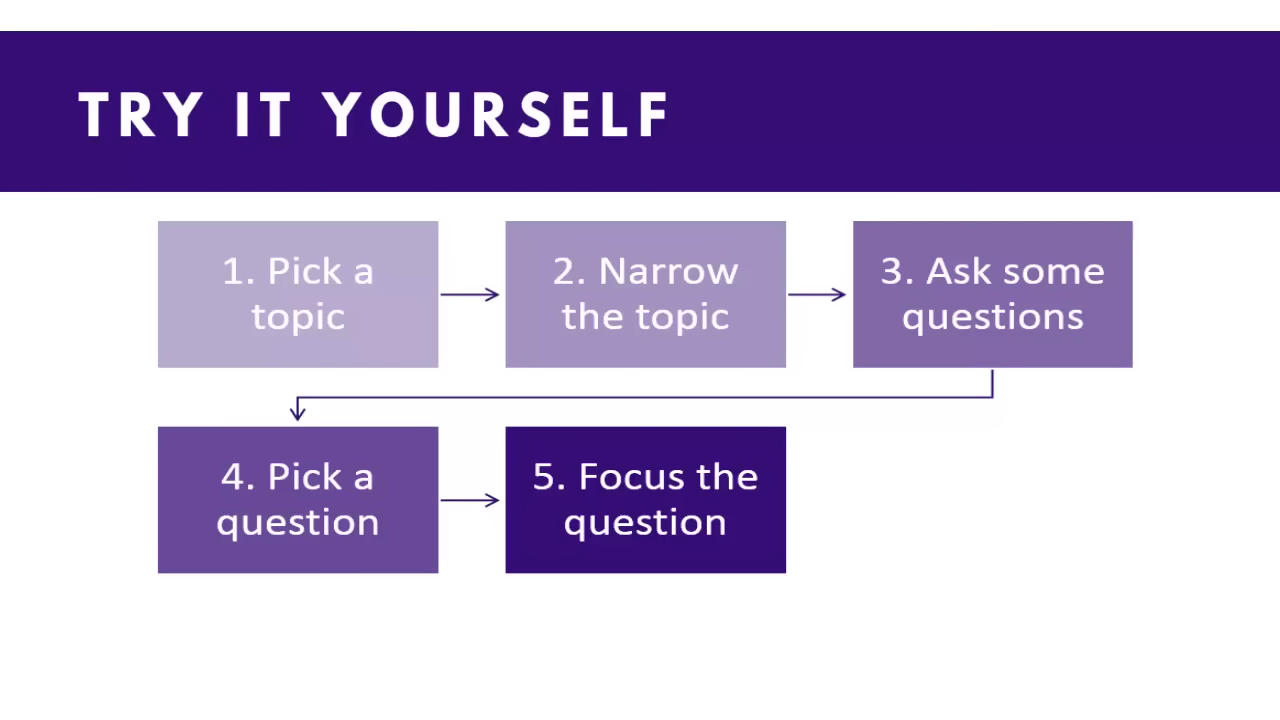 TRY IT YOURSELF
1. Pick a
topic
2. Narrow
the topic
3. Ask some
questions
4. Pick a
question
5. Focus the
question